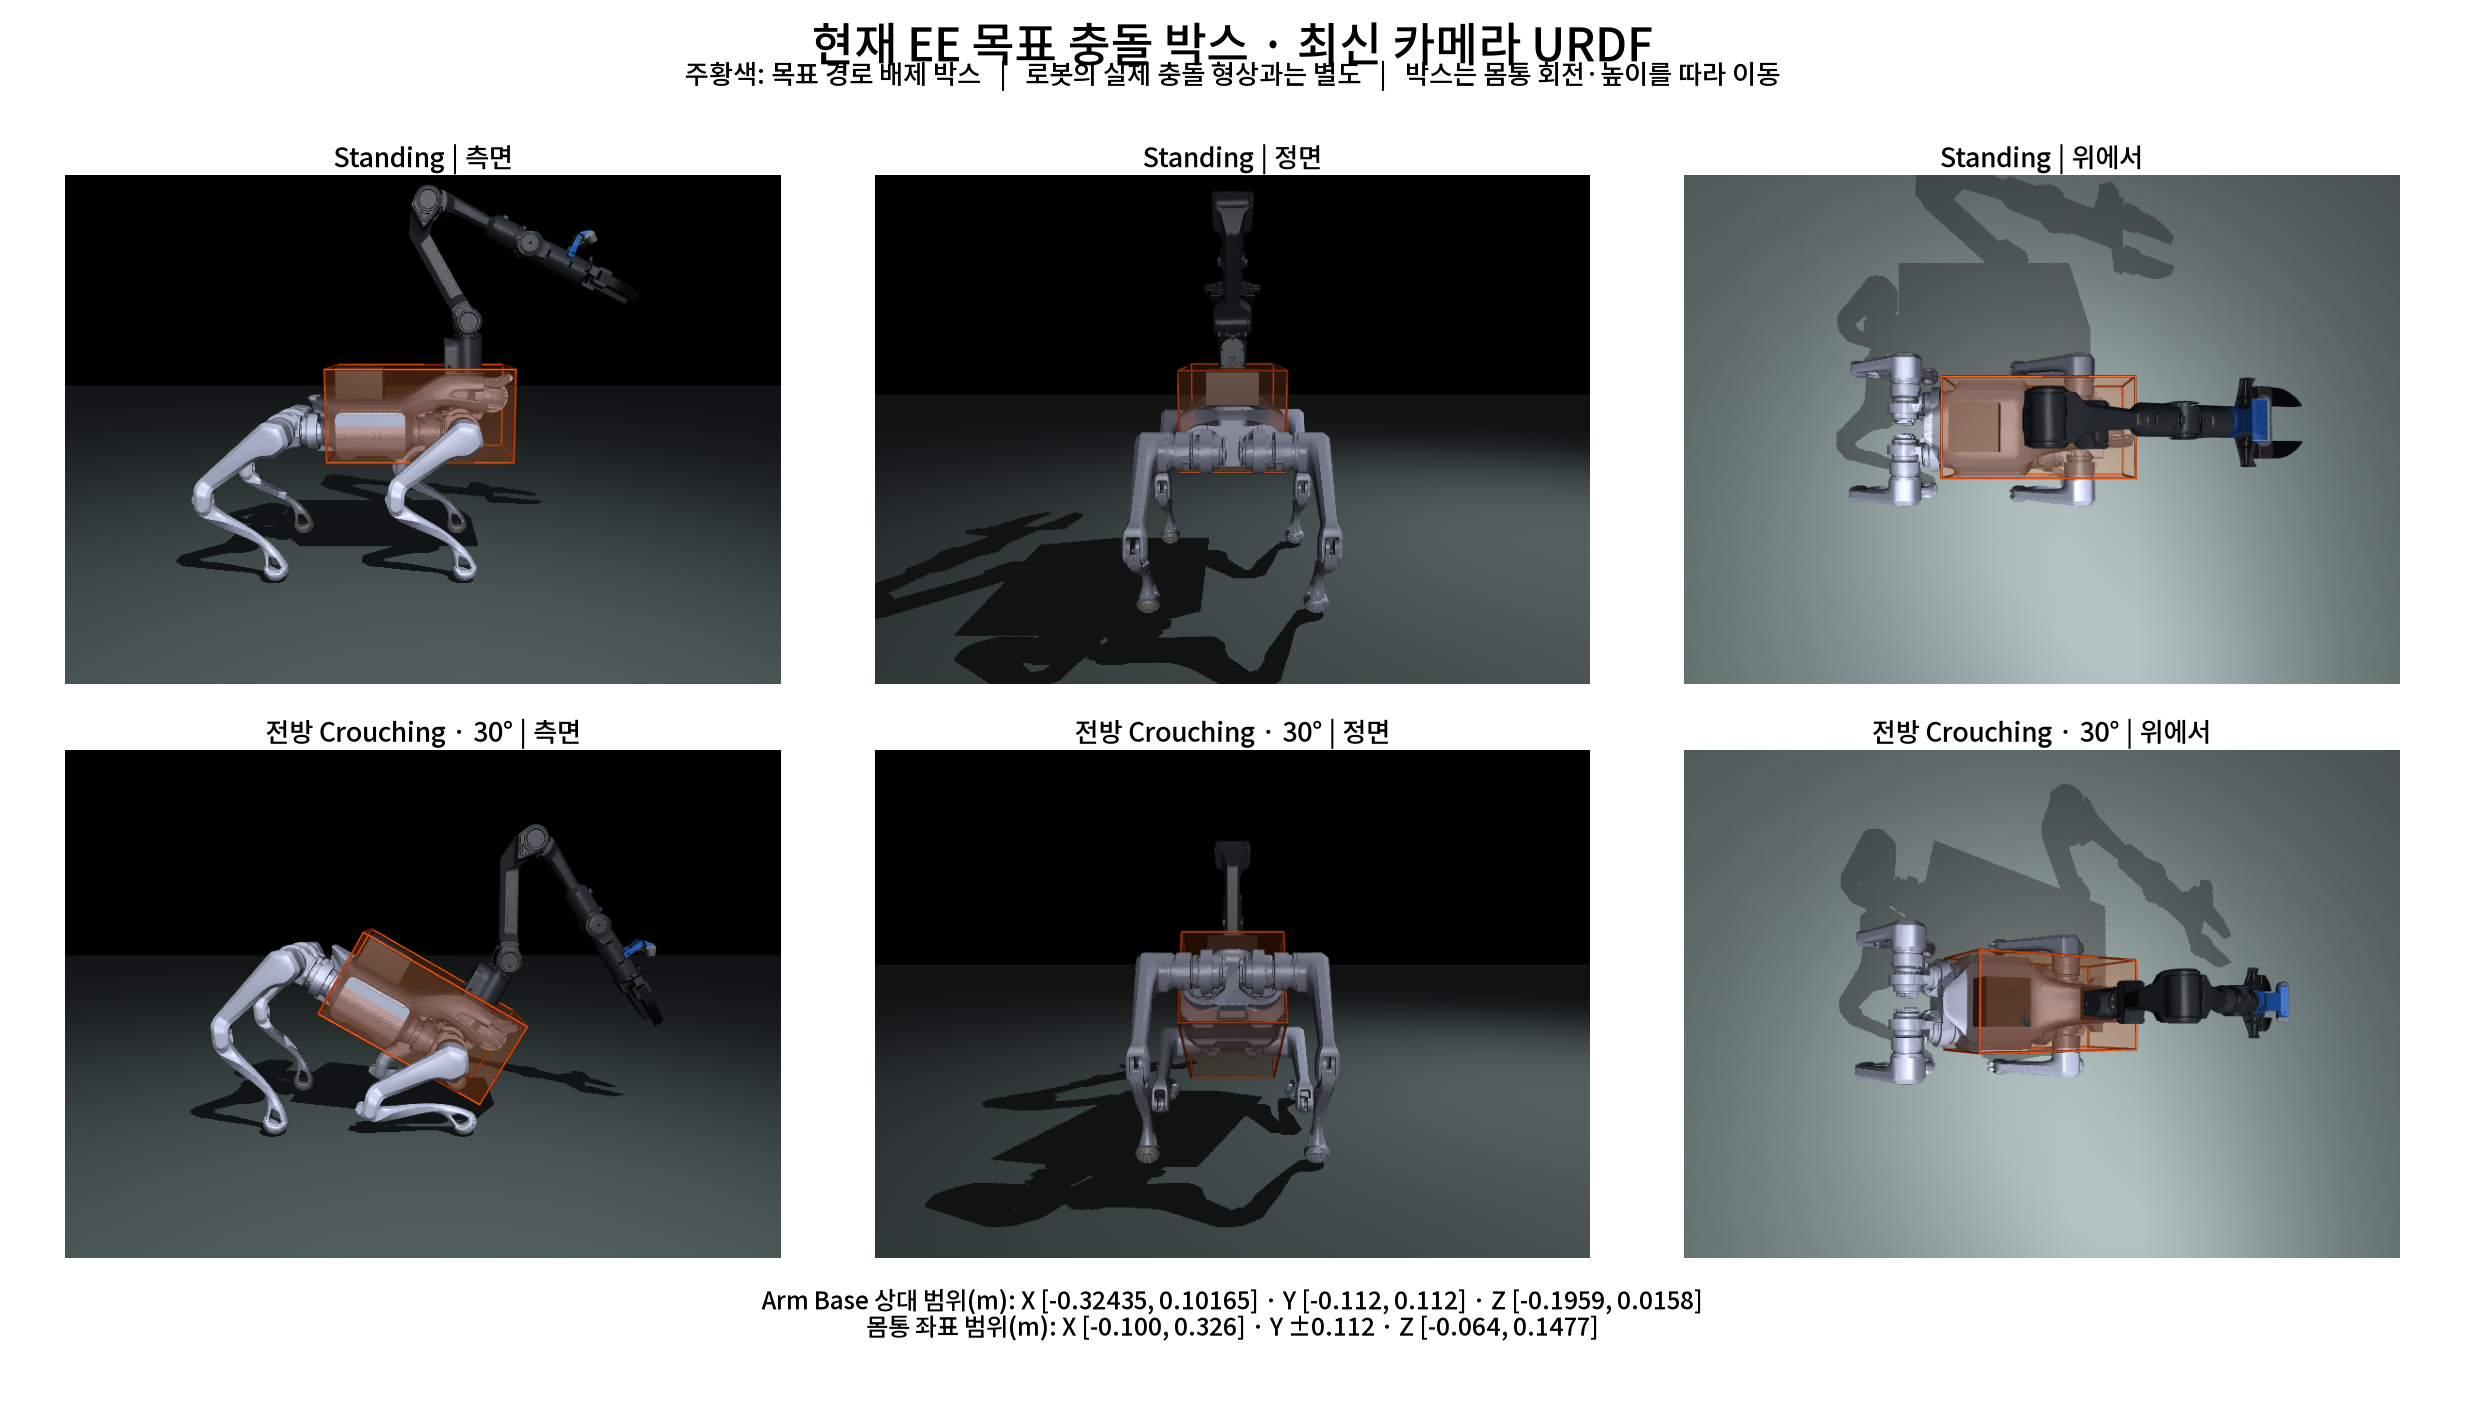 현재 EE 목표 충돌 박스 · 최신 카메라 URDF
주황색: 목표 경로 배제 박스 | 로봇의 실제 충돌 형상과는 별도 | 박스는 몸통 회전·높이를 따라 이동
Standing | 측면
Standing | 정면
Standing | 위에서
전방 Crouching · 30° | 측면
전방 Crouching · 30° | 정면
전방 Crouching · 30° | 위에서
Arm Base 상대 범위(m): X [-0.32435, 0.10165] · Y [-0.112, 0.112] · Z [-0.1959, 0.0158]
몸통 좌표 범위(m): X [-0.100, 0.326] · Y ±0.112 · Z [-0.064, 0.1477]